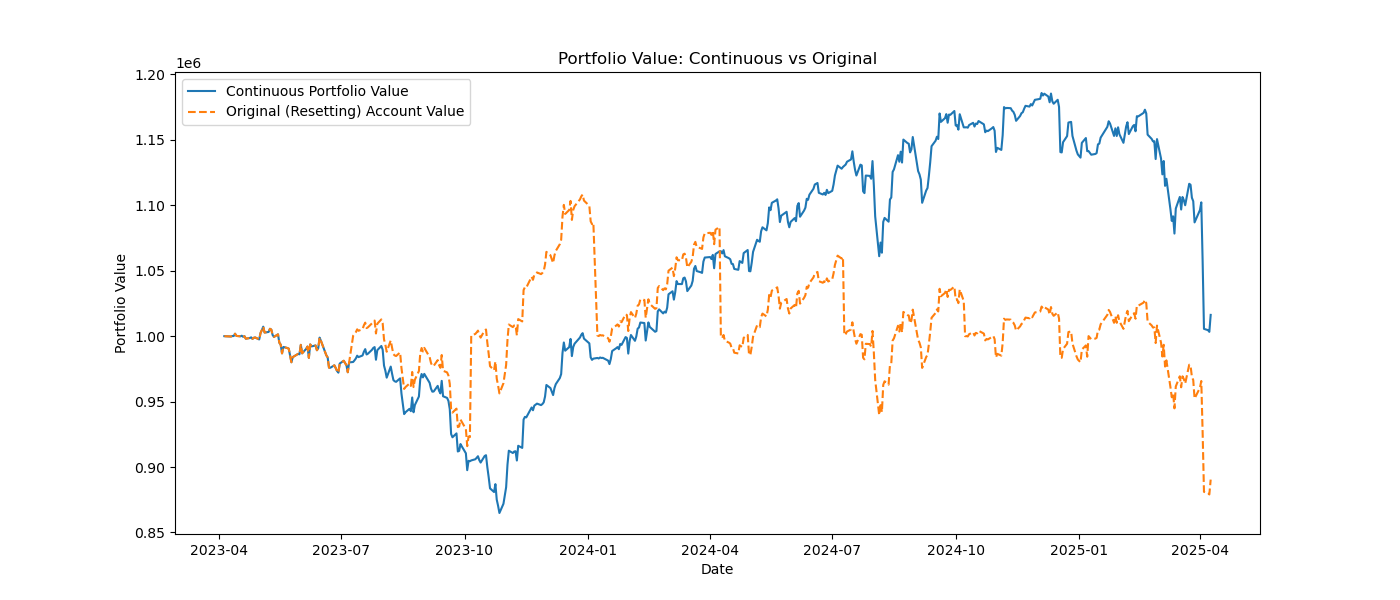 Portfolio Value: Continuous vs Original
1e6
Continuous Portfolio Value
Original (Resetting) Account Value
Portfolio Value
1.20
1.15
1.10
1.05
1.00
0.95
0.90
0.85
2023-04 2023-07 2023-10 2024-01 2024-04 2024-07 2024-10 2025-01 2025-04
Date